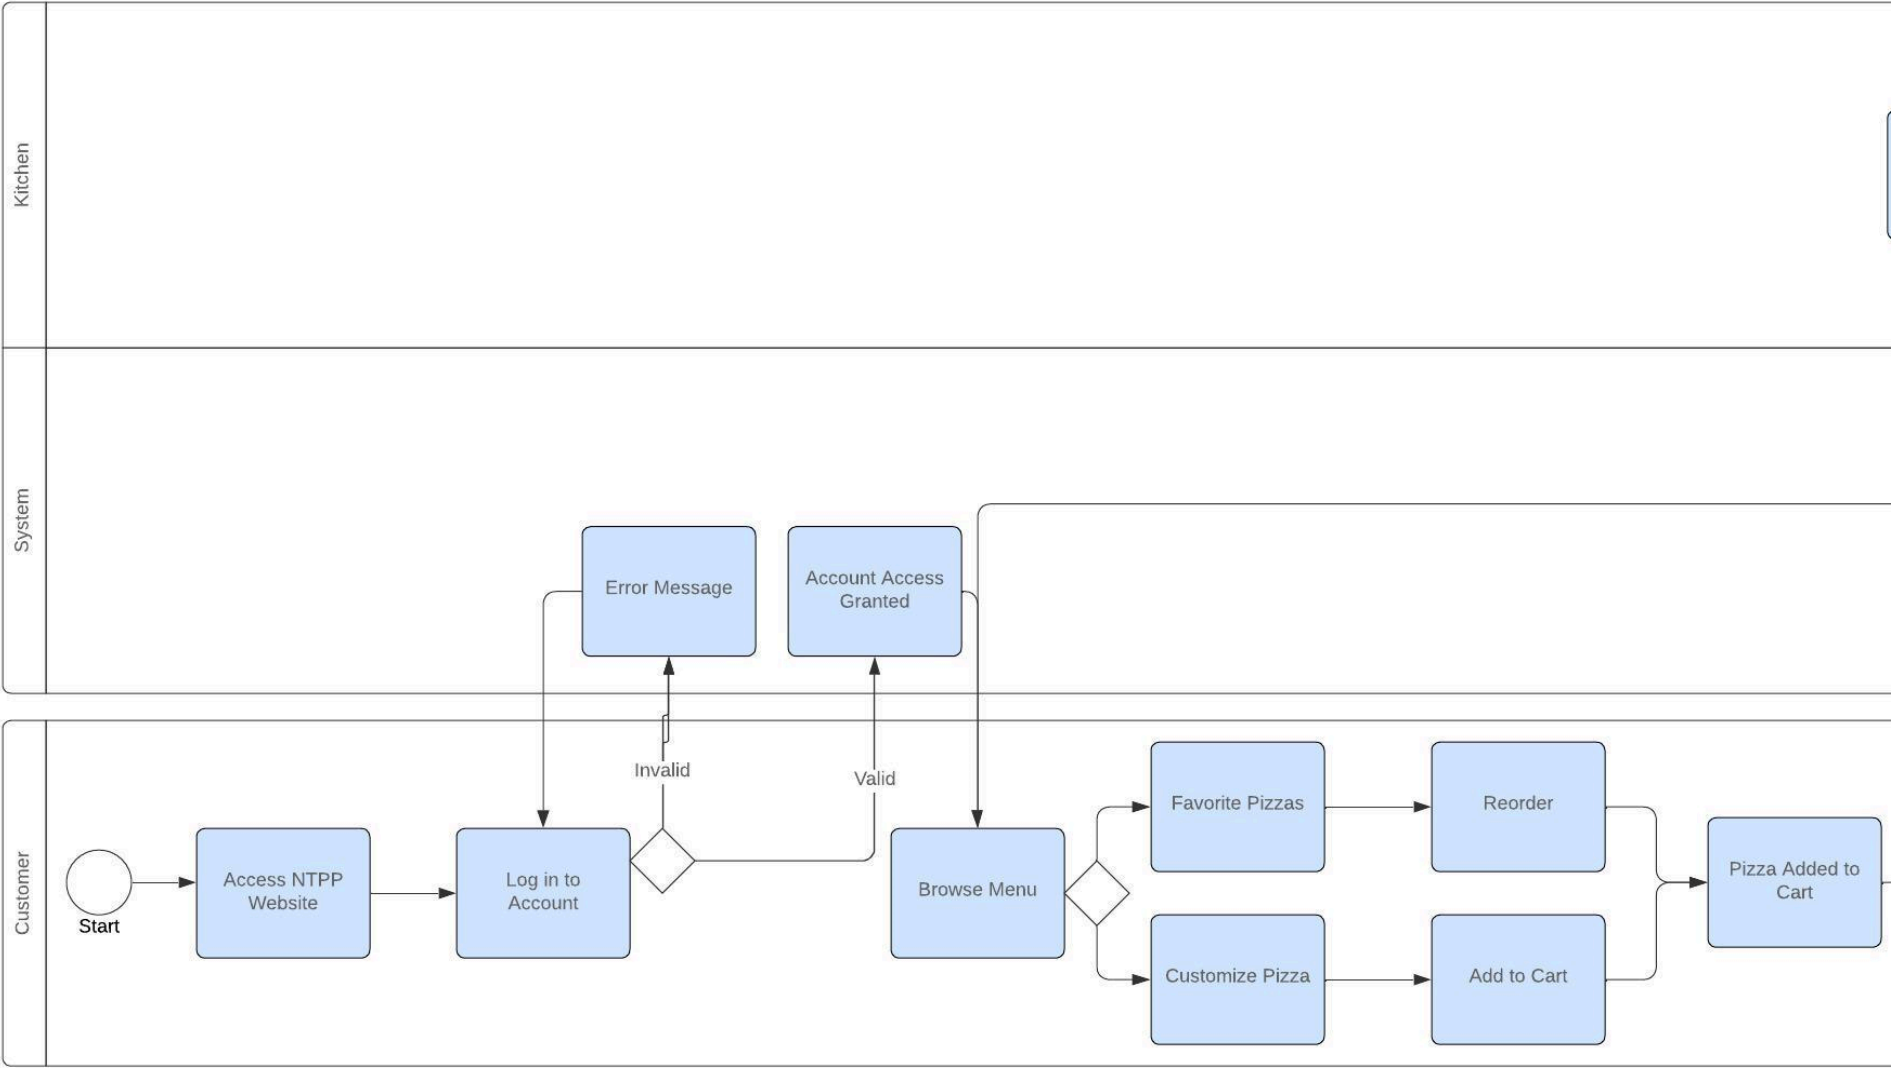 Kitchen
System
Error Message
Account Access
Granted
Customer
Invalid
Valid
Start
Access NTPP
Website
Log in to
Account
Browse Menu
Favorite Pizzas
Reorder
Customize Pizza
Add to Cart
Pizza Added to
Cart